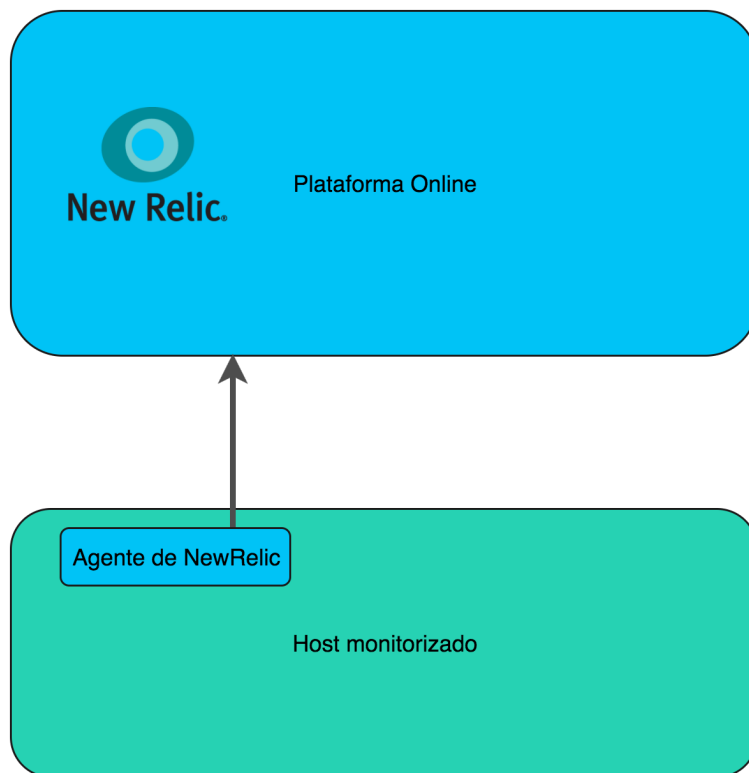 New Relic®
Plataforma Online
Agente de NewRelic
Host monitorizado